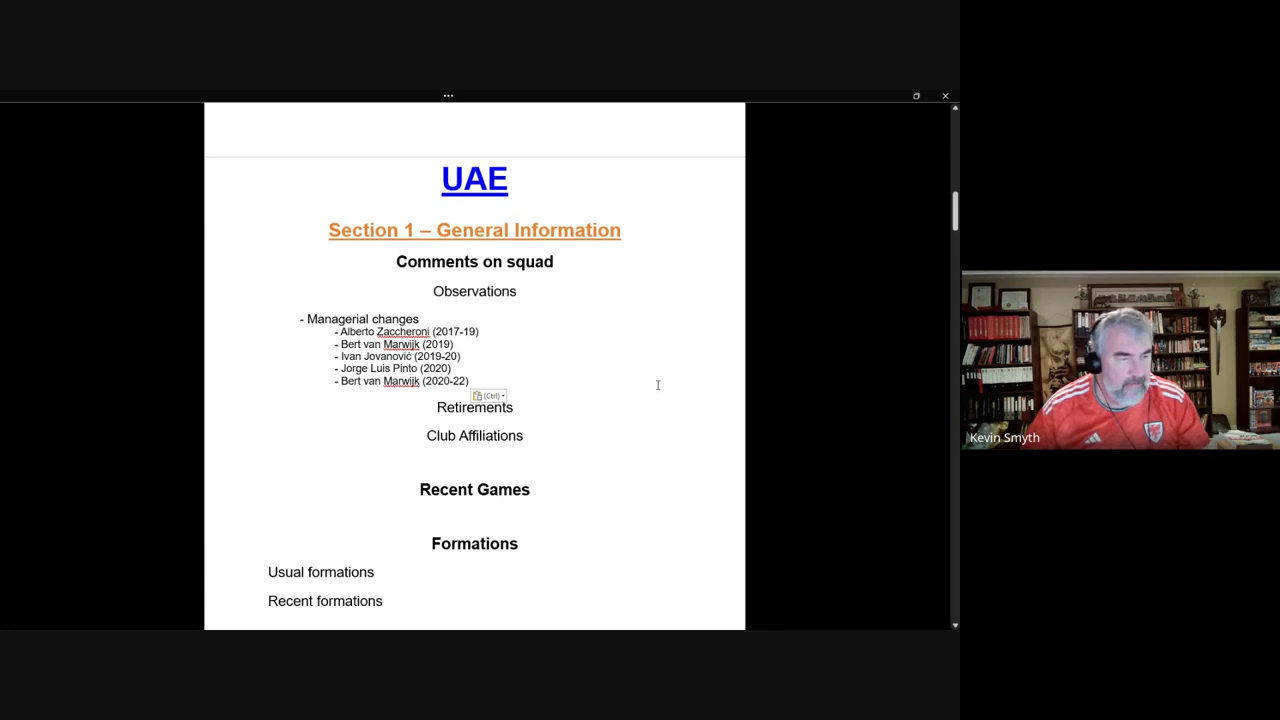 UAE
Section 1 – General Information
Comments on squad
Observations
- Managerial changes
- Alberto Zaccheroni (2017-19)
- Bert van Marwijk (2019)
- Ivan Jovanović (2019-20)
- Jorge Luis Pinto (2020)
- Bert van Marwijk (2020-22)
(Ctrl)
Retirements
Club Affiliations
Recent Games
Formations
Usual formations
Recent formations
Kevin Smyth